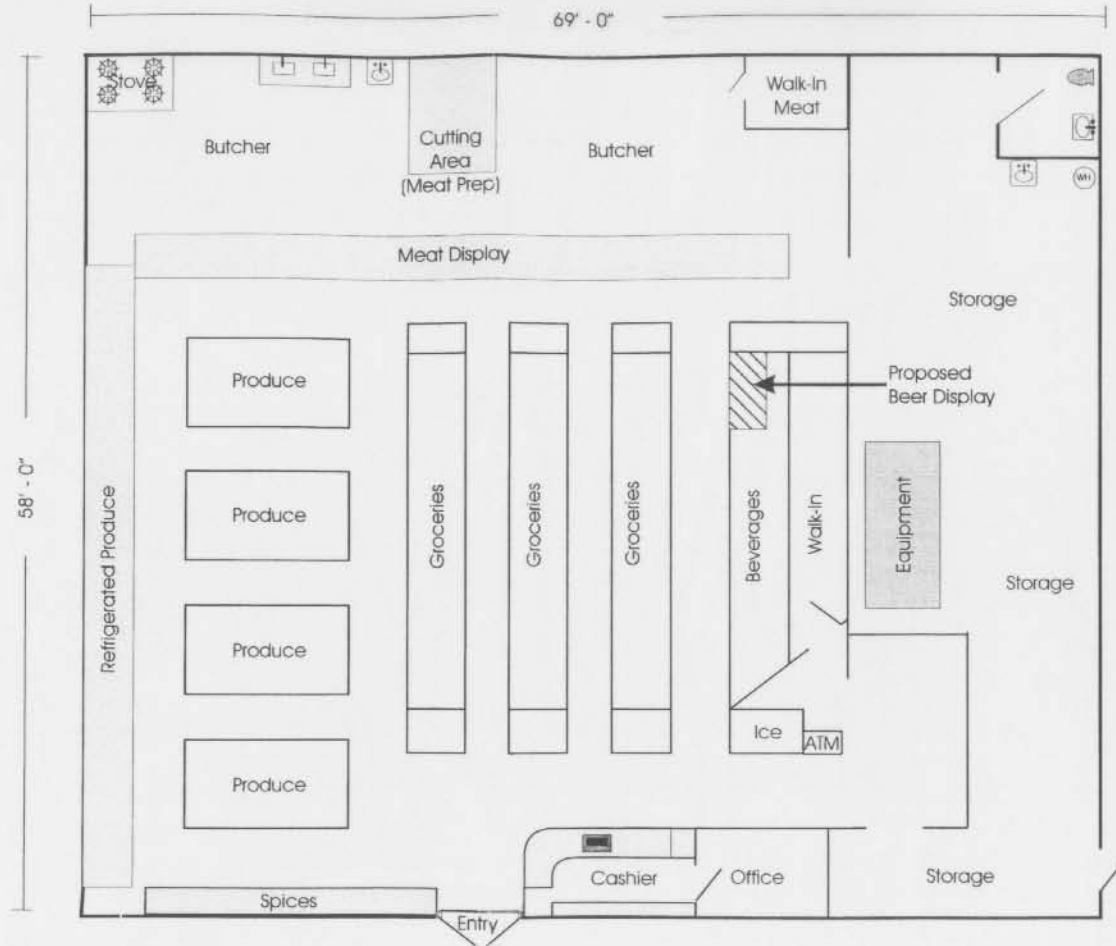 69' - 0"
Stove
Walk-In
Meat
Butcher
Cutting
Area
(Meat Prep)
Butcher
WH
Meat Display
Storage
Produce
Proposed
Beer Display
58' - 0"
Refrigerated Produce
Produce
Groceries
Groceries
Groceries
Beverages
Walk-In
Equipment
Storage
Produce
Ice
ATM
Produce
Cashier
Office
Storage
Spices
Entry